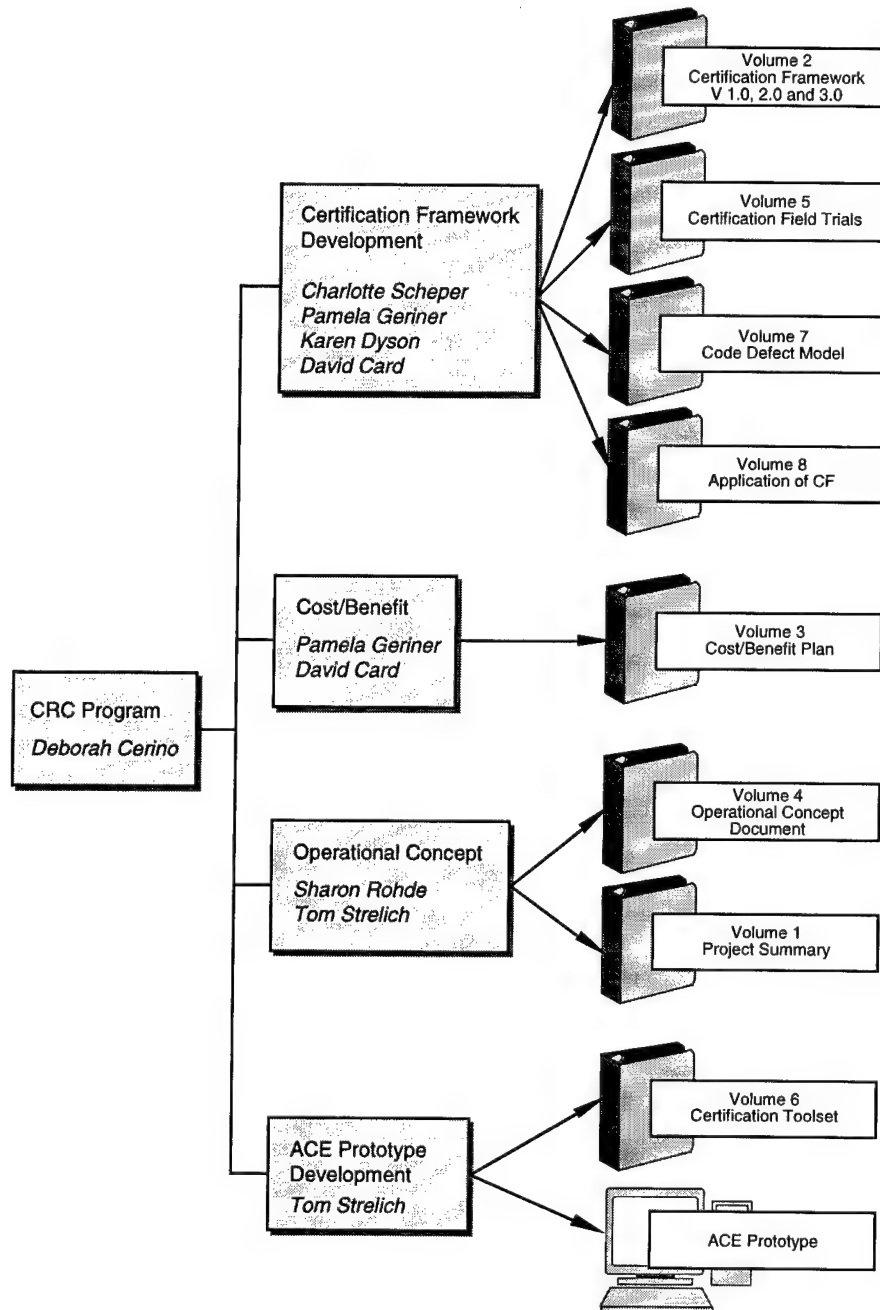 Volume 2
Certification Framework
V 1.0, 2.0 and 3.0
Volume 5
Certification Field Trials
Certification Framework
Development
Charlotte Scheper
Pamela Geriner
Karen Dyson
David Card
Volume 7
Code Defect Model
Volume 8
Application of CF
Cost/Benefit
Pamela Geriner
David Card
Volume 3
Cost/Benefit Plan
CRC Program
Deborah Cerino
Operational Concept
Sharon Rohde
Tom Strelich
Volume 4
Operational Concept
Document
Volume 1
Project Summary
ACE Prototype
Development
Tom Strelich
Volume 6
Certification Toolset
ACE Prototype